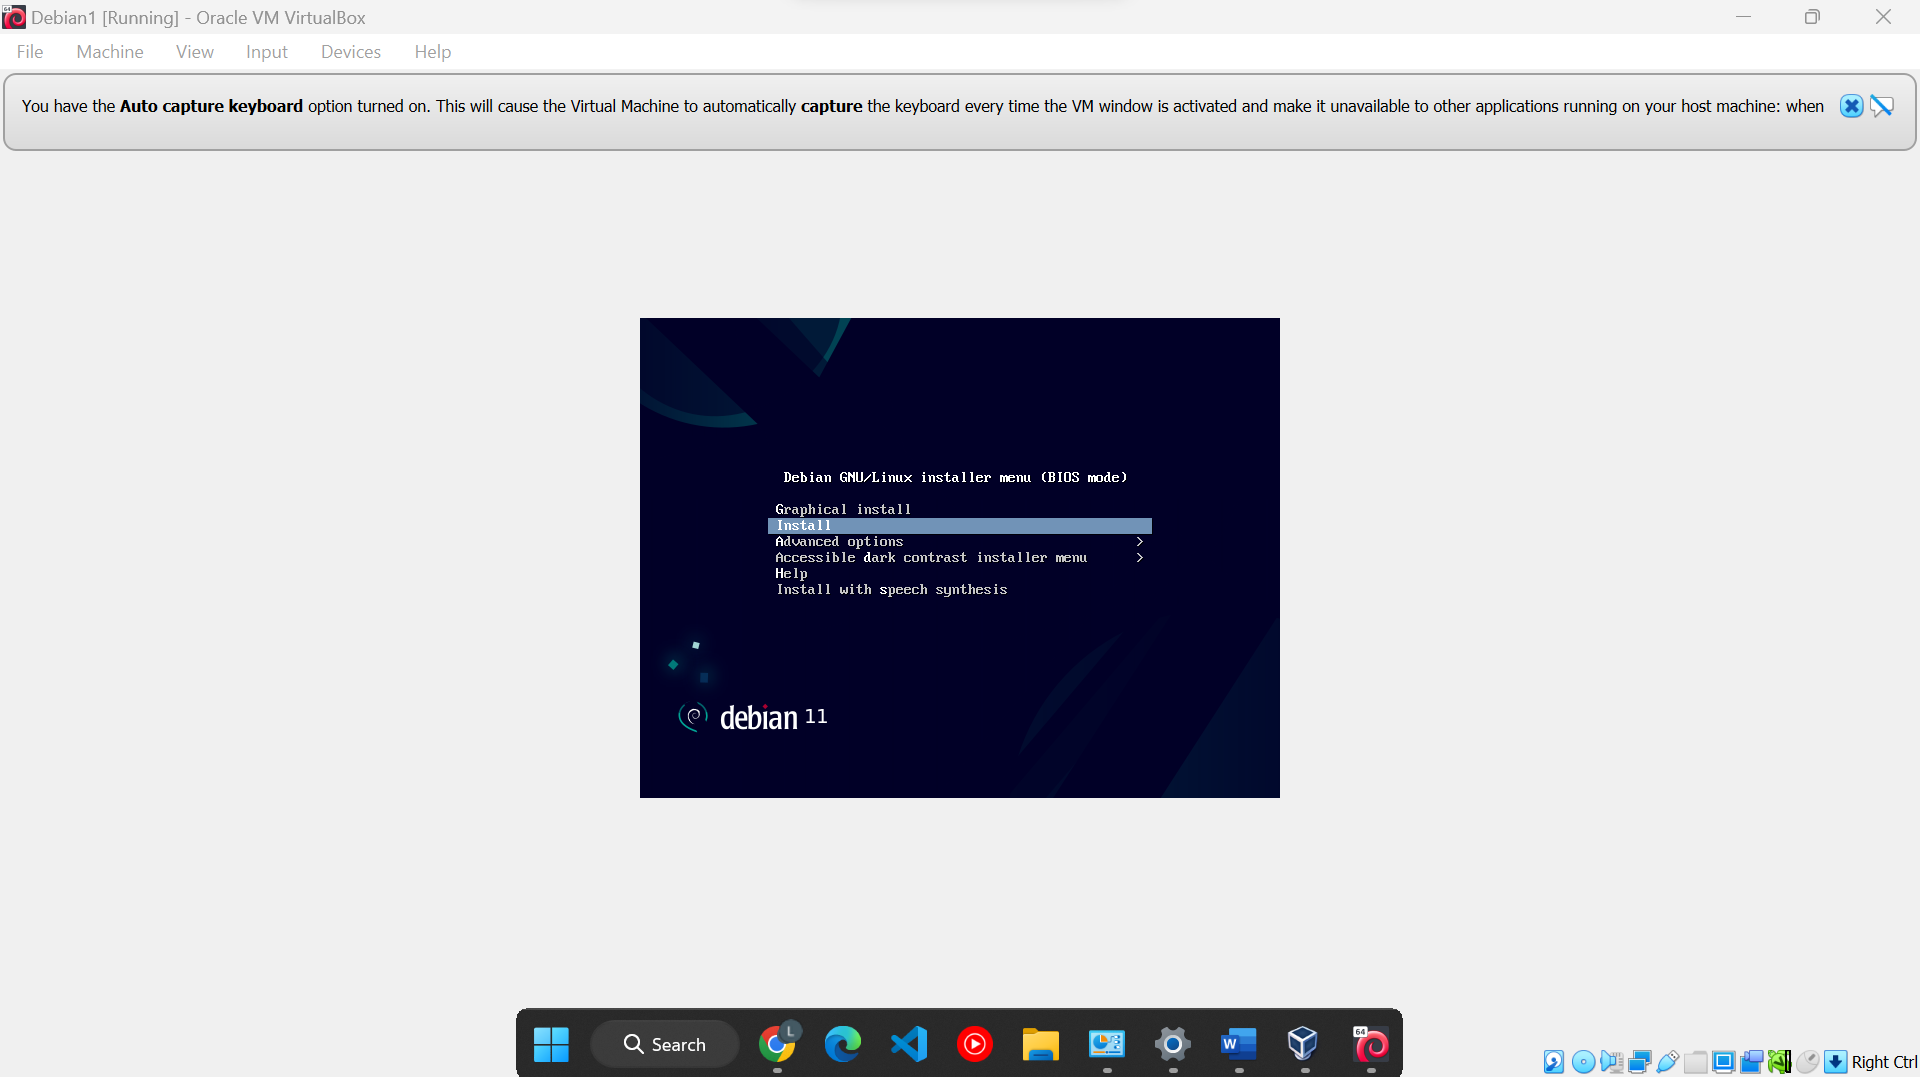 Debian1 [Running] - Oracle VM VirtualBox
File Machine View Input Devices Help
You have the Auto capture keyboard option turned on. This will cause the Virtual Machine to automatically capture the keyboard every time the VM window is activated and make it unavailable to other applications running on your host machine: when
Debian GNU/Linux installer menu (BIOS mode)
Graphical install
Install
Advanced options >
Accessible dark contrast installer menu >
Help
Install with speech synthesis
debian 11
Search
L
W
64
Right Ctrl